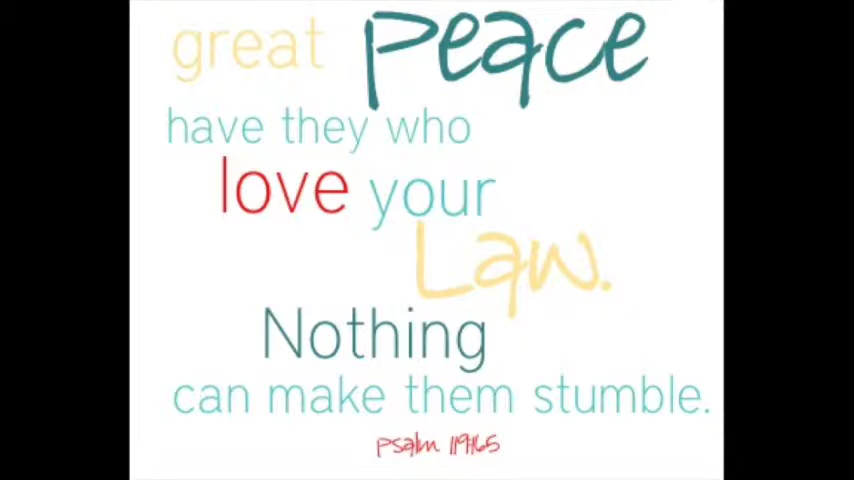 great peace
have they who
love your
Law.
Nothing
can make them stumble.
psalm 119:165